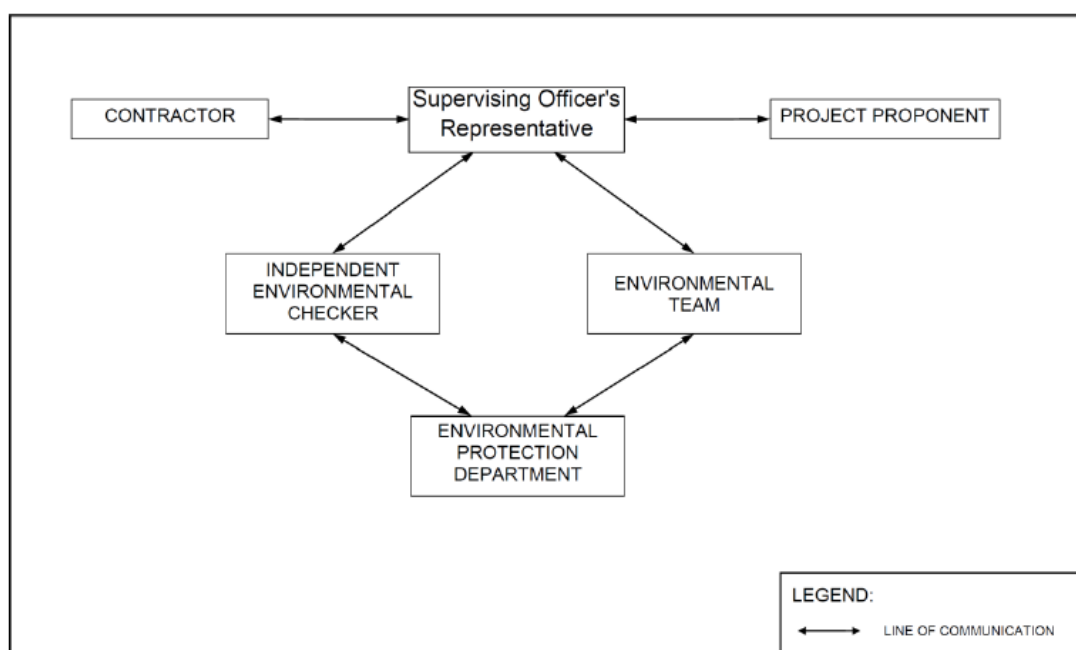 CONTRACTOR
Supervising Officer's
Representative
PROJECT PROPONENT
INDEPENDENT
ENVIRONMENTAL
CHECKER
ENVIRONMENTAL
TEAM
ENVIRONMENTAL
PROTECTION
DEPARTMENT
LEGEND:
LINE OF COMMUNICATION